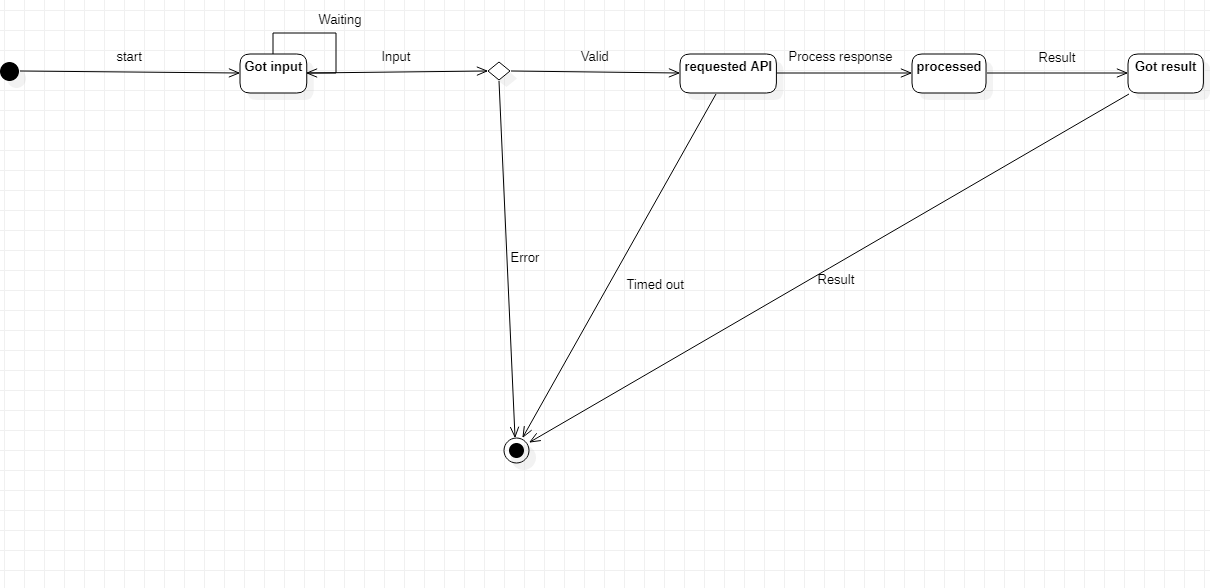 Waiting
start
Input
Valid
Process response
Result
Got input
requested API
processed
Got result
Error
Timed out
Result